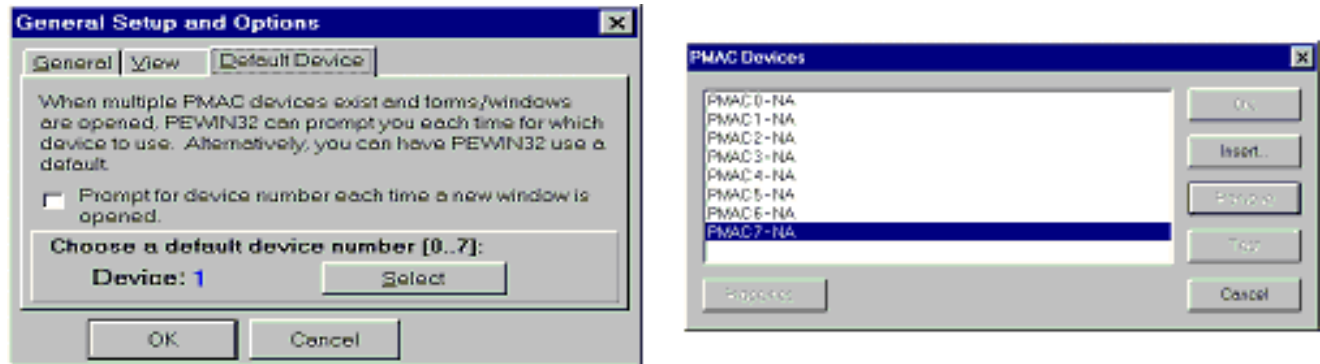 General Setup and Options
General View Default Device
When multiple PMAC devices exist and forms/windows
are opened, PEWIN32 can prompt you each time for which
device to use. Alternatively, you can have PEWIN32 use a
default.
Prompt for device number each time a new window is
opened.
Choose a default device number [0..7]:
Device: 1 Select
OK Cancel
PMAC Devices
PMAC0-NA
PMAC1-NA
PMAC2-NA
PMAC3-NA
PMAC4-NA
PMAC5-NA
PMAC6-NA
PMAC7-NA
OK
Insert...
Remove
Test
Properties Cancel